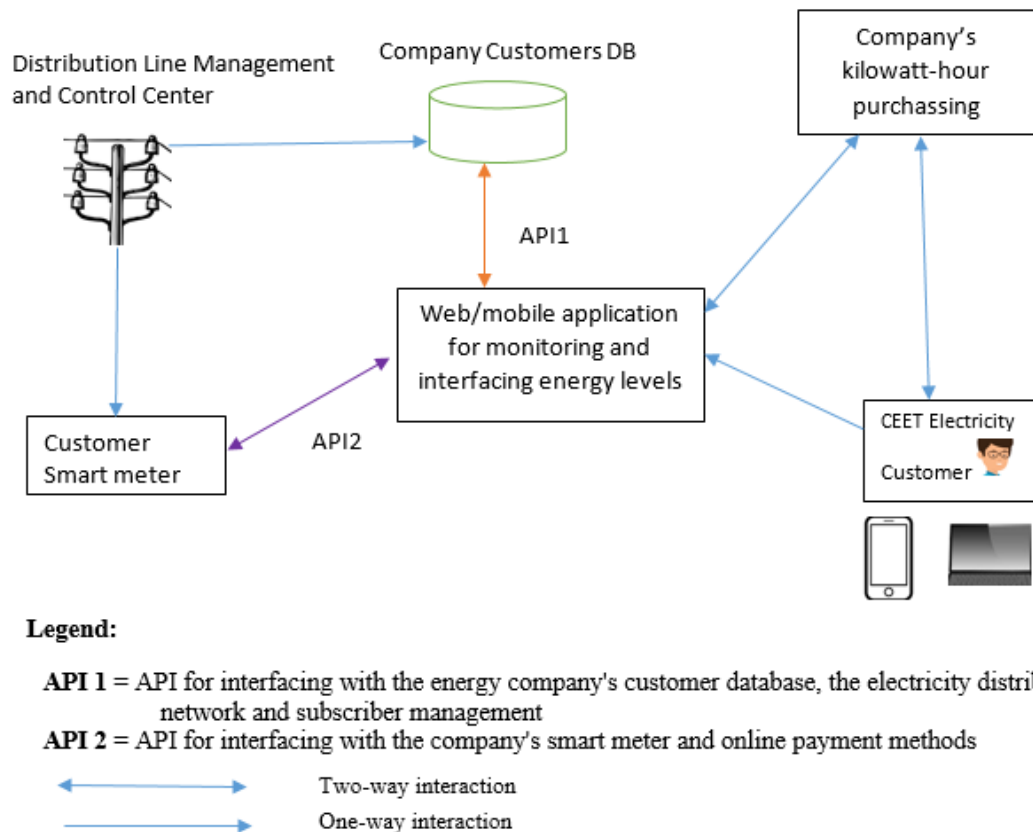 Distribution Line Management
and Control Center
Company Customers DB
Company’s
kilowatt-hour
purchassing
API1
Web/mobile application
for monitoring and
interfacing energy levels
API2
Customer
Smart meter
CEET Electricity
Customer
Legend:
API 1 = API for interfacing with the energy company's customer database, the electricity distri
network and subscriber management
API 2 = API for interfacing with the company's smart meter and online payment methods
Two-way interaction
One-way interaction